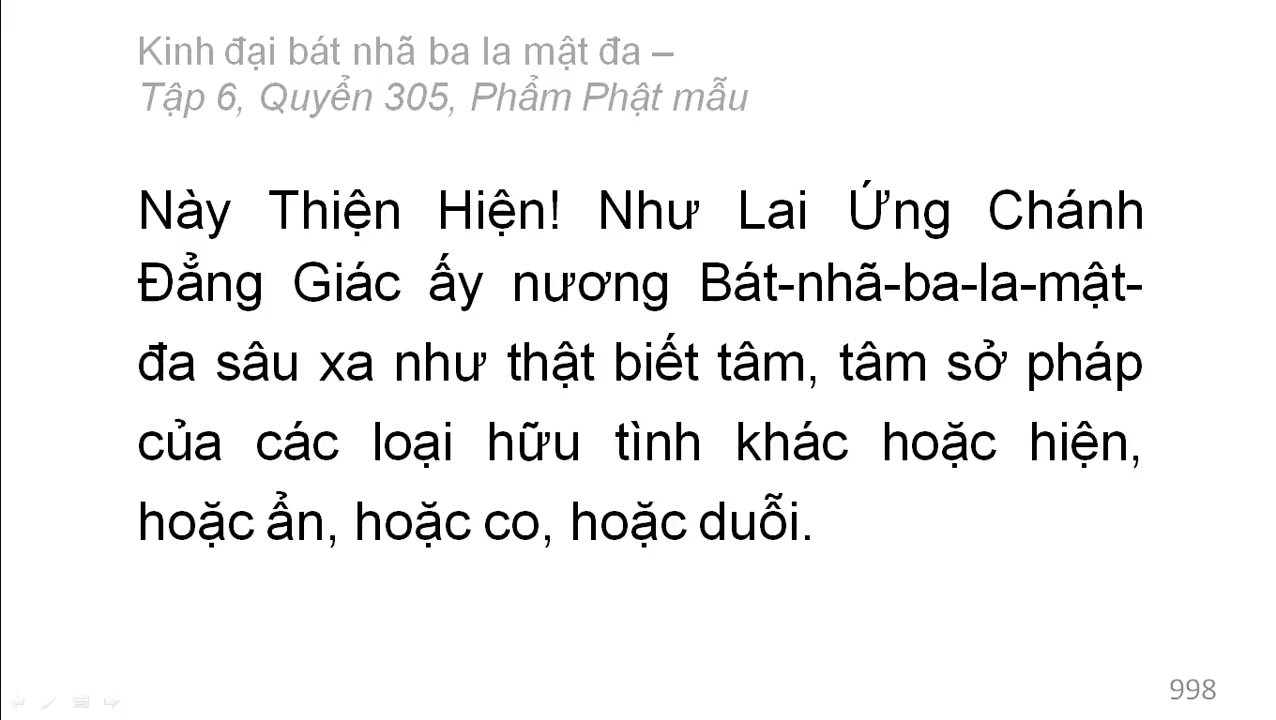 Kinh đại bát nhã ba la mật đa –
Tập 6, Quyển 305, Phẩm Phật mẫu
Này Thiện Hiện! Như Lai Ứng Chánh
Đẳng Giác ấy nương Bát-nhã-ba-la-mật-
đa sâu xa như thật biết tâm, tâm sở pháp
của các loại hữu tình khác hoặc hiện,
hoặc ẩn, hoặc co, hoặc duỗi.
998